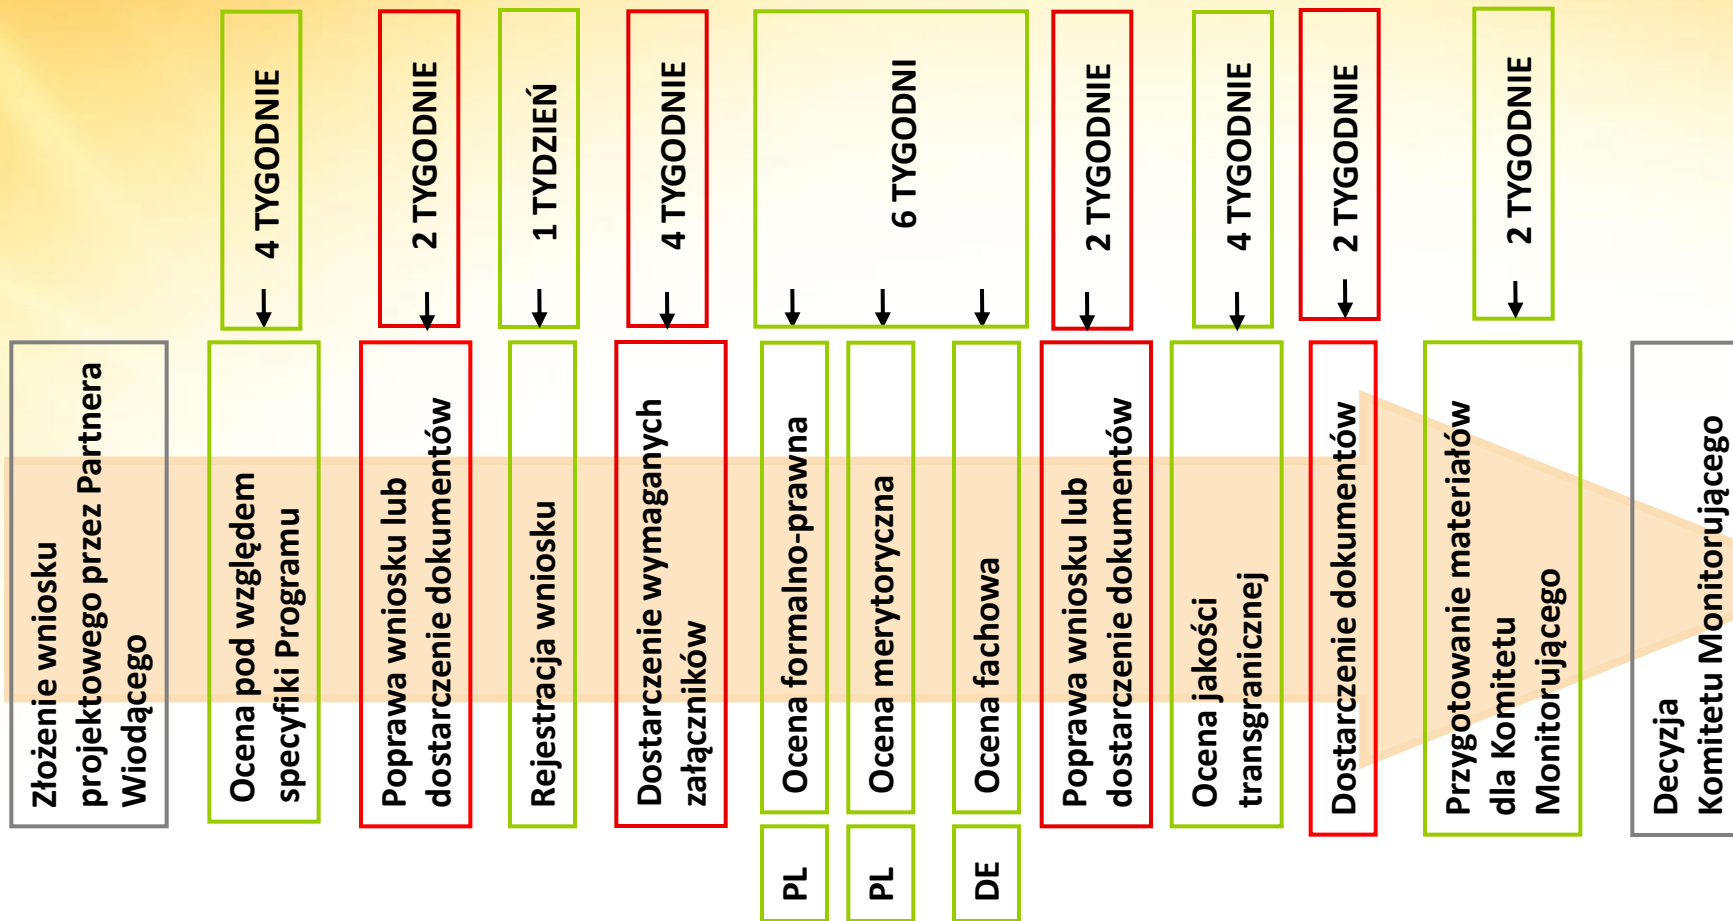 4 TYGODNIE
2 TYGODNIE
1 TYDZIEŃ
4 TYGODNIE
6 TYGODNI
2 TYGODNIE
4 TYGODNIE
2 TYGODNIE
2 TYGODNIE
Złożenie wniosku
projektowego przez Partnera
Wiodącego
Ocena pod względem
specyfiki Programu
Poprawa wniosku lub
dostarczenie dokumentów
Rejestracja wniosku
Dostarczenie wymaganych
załączników
Ocena formalno-prawna
Ocena merytoryczna
Ocena fachowa
Poprawa wniosku lub
dostarczenie dokumentów
Ocena jakości
transgranicznej
Dostarczenie dokumentów
Przygotowanie materiałów
dla Komitetu
Monitorującego
Decyzja
Komitetu Monitorującego
PL
PL
DE